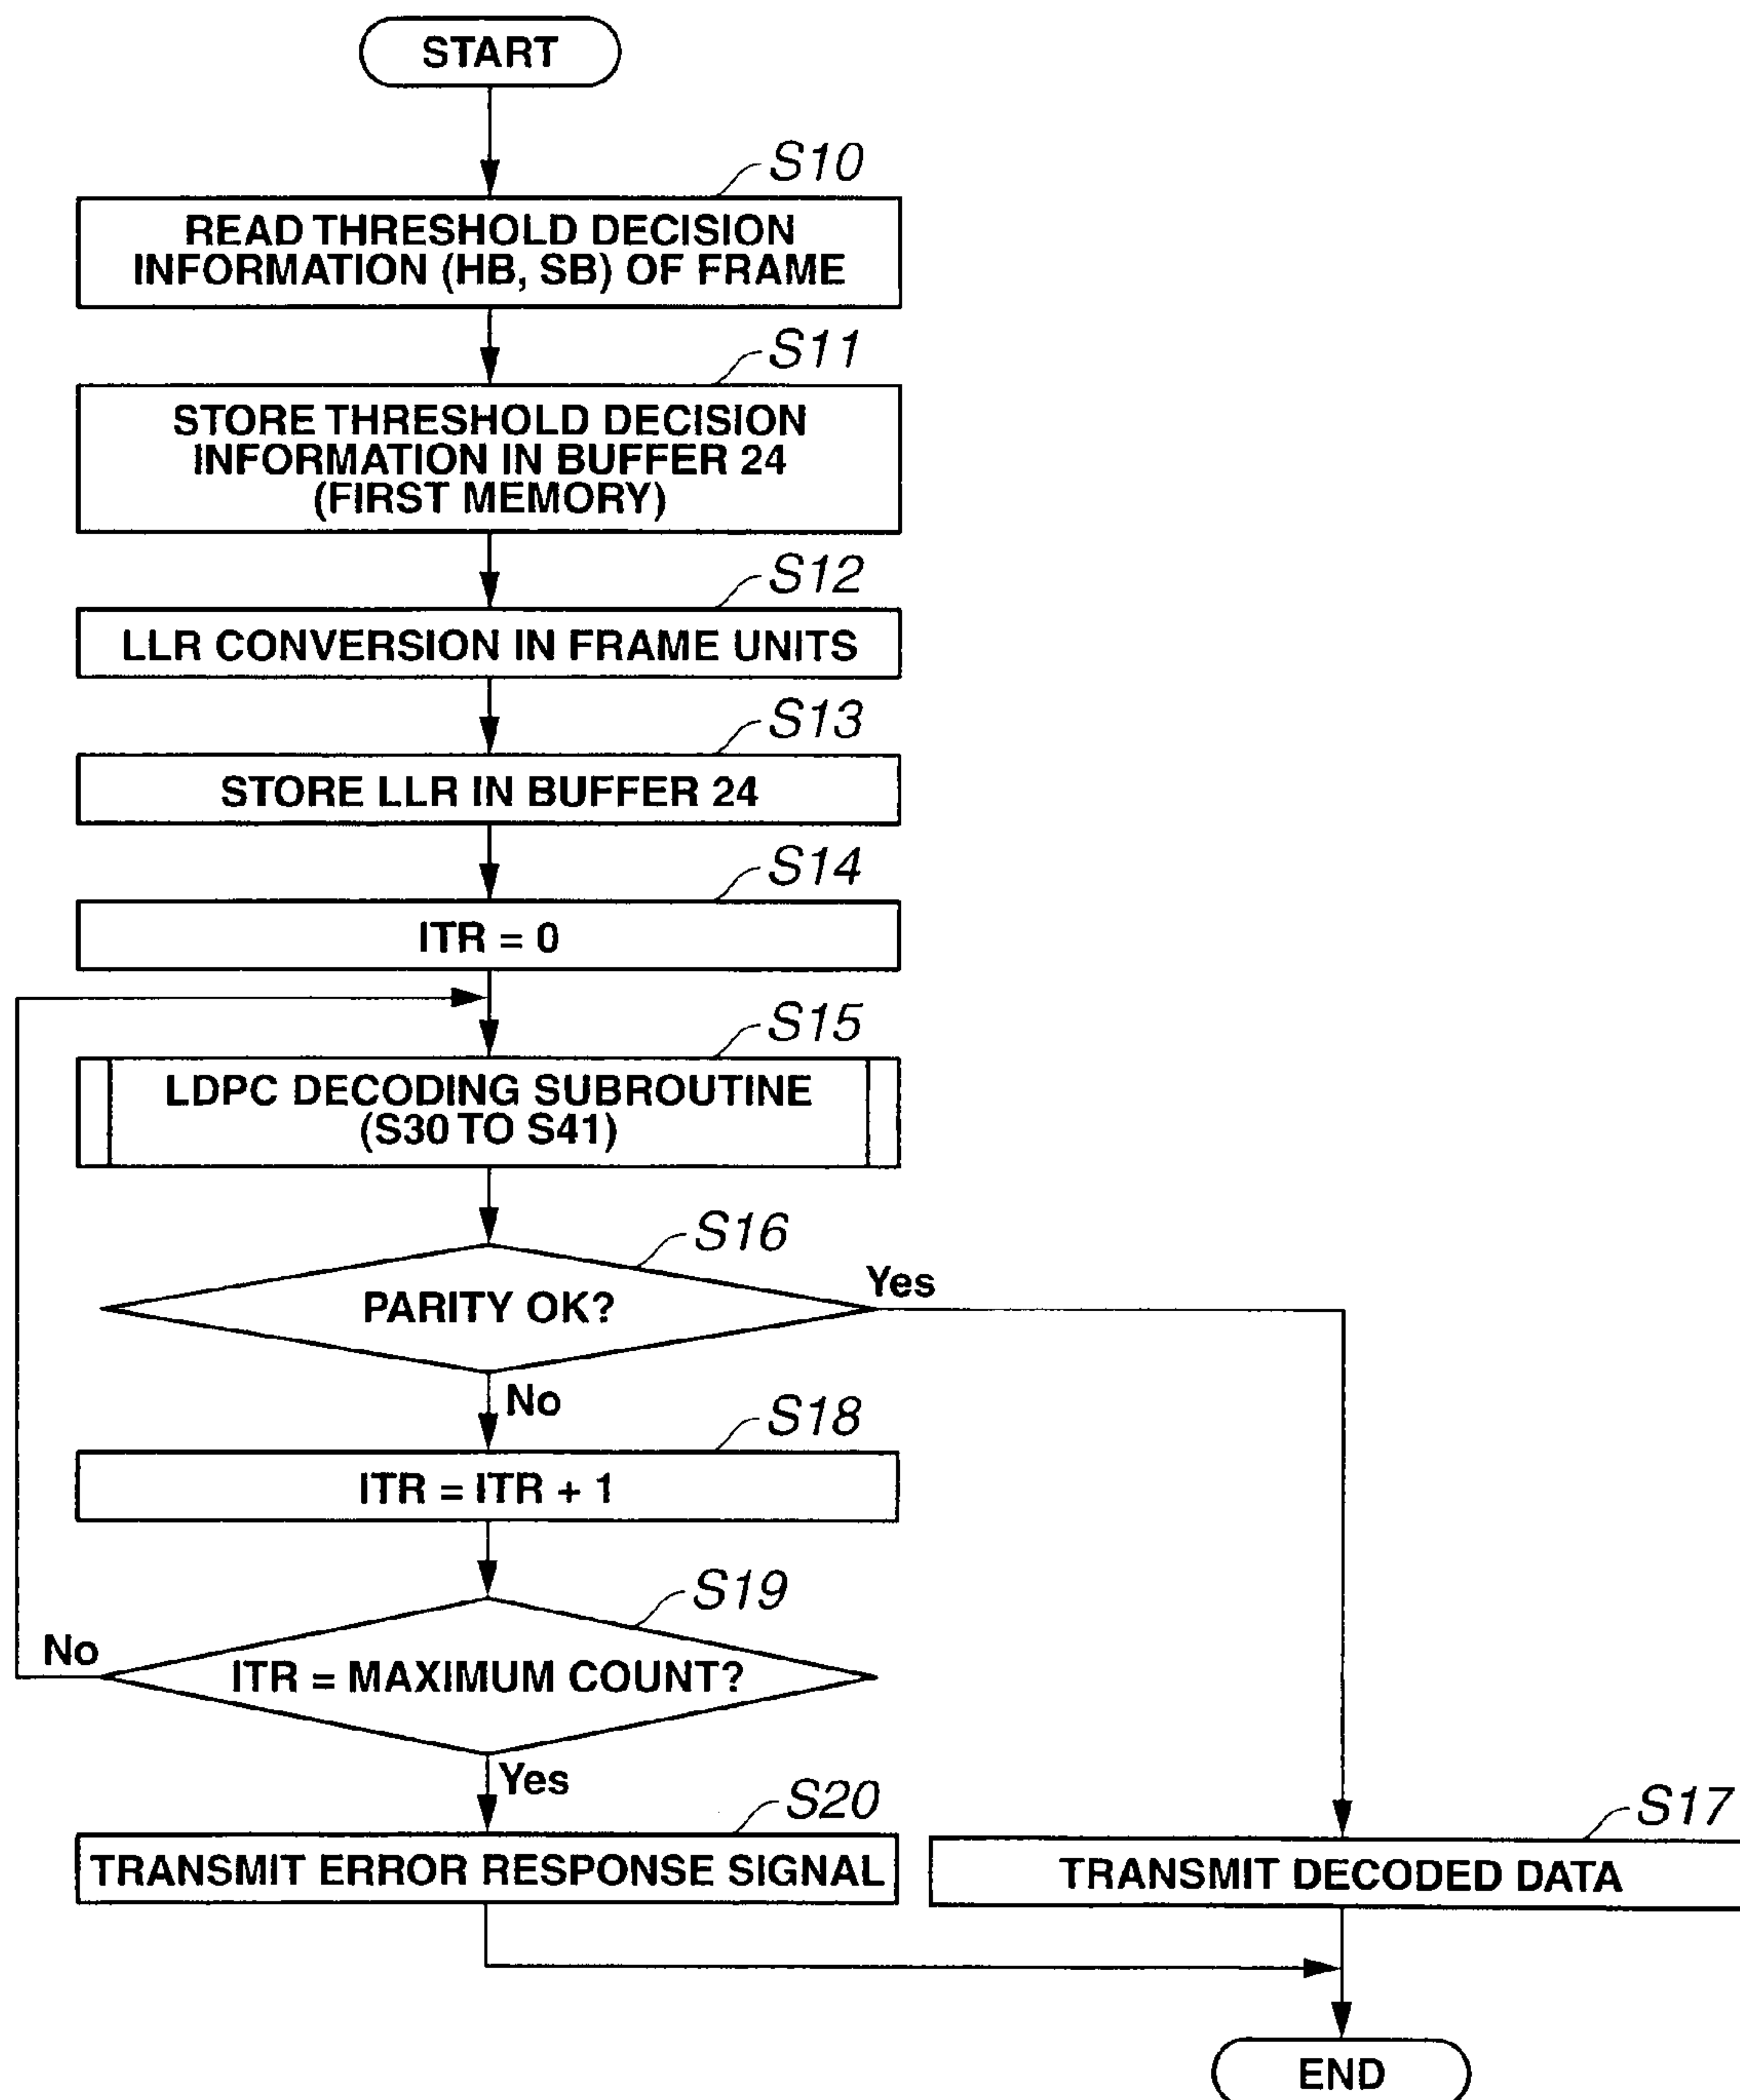 START
S10
READ THRESHOLD DECISION
INFORMATION (HB, SB) OF FRAME
S11
STORE THRESHOLD DECISION
INFORMATION IN BUFFER 24
(FIRST MEMORY)
S12
LLR CONVERSION IN FRAME UNITS
S13
STORE LLR IN BUFFER 24
S14
ITR = 0
S15
LDPC DECODING SUBROUTINE
(S30 TO S41)
S16
PARITY OK?
Yes
No
S18
ITR = ITR + 1
S19
ITR = MAXIMUM COUNT?
No
Yes
S20
TRANSMIT ERROR RESPONSE SIGNAL
S17
TRANSMIT DECODED DATA
END